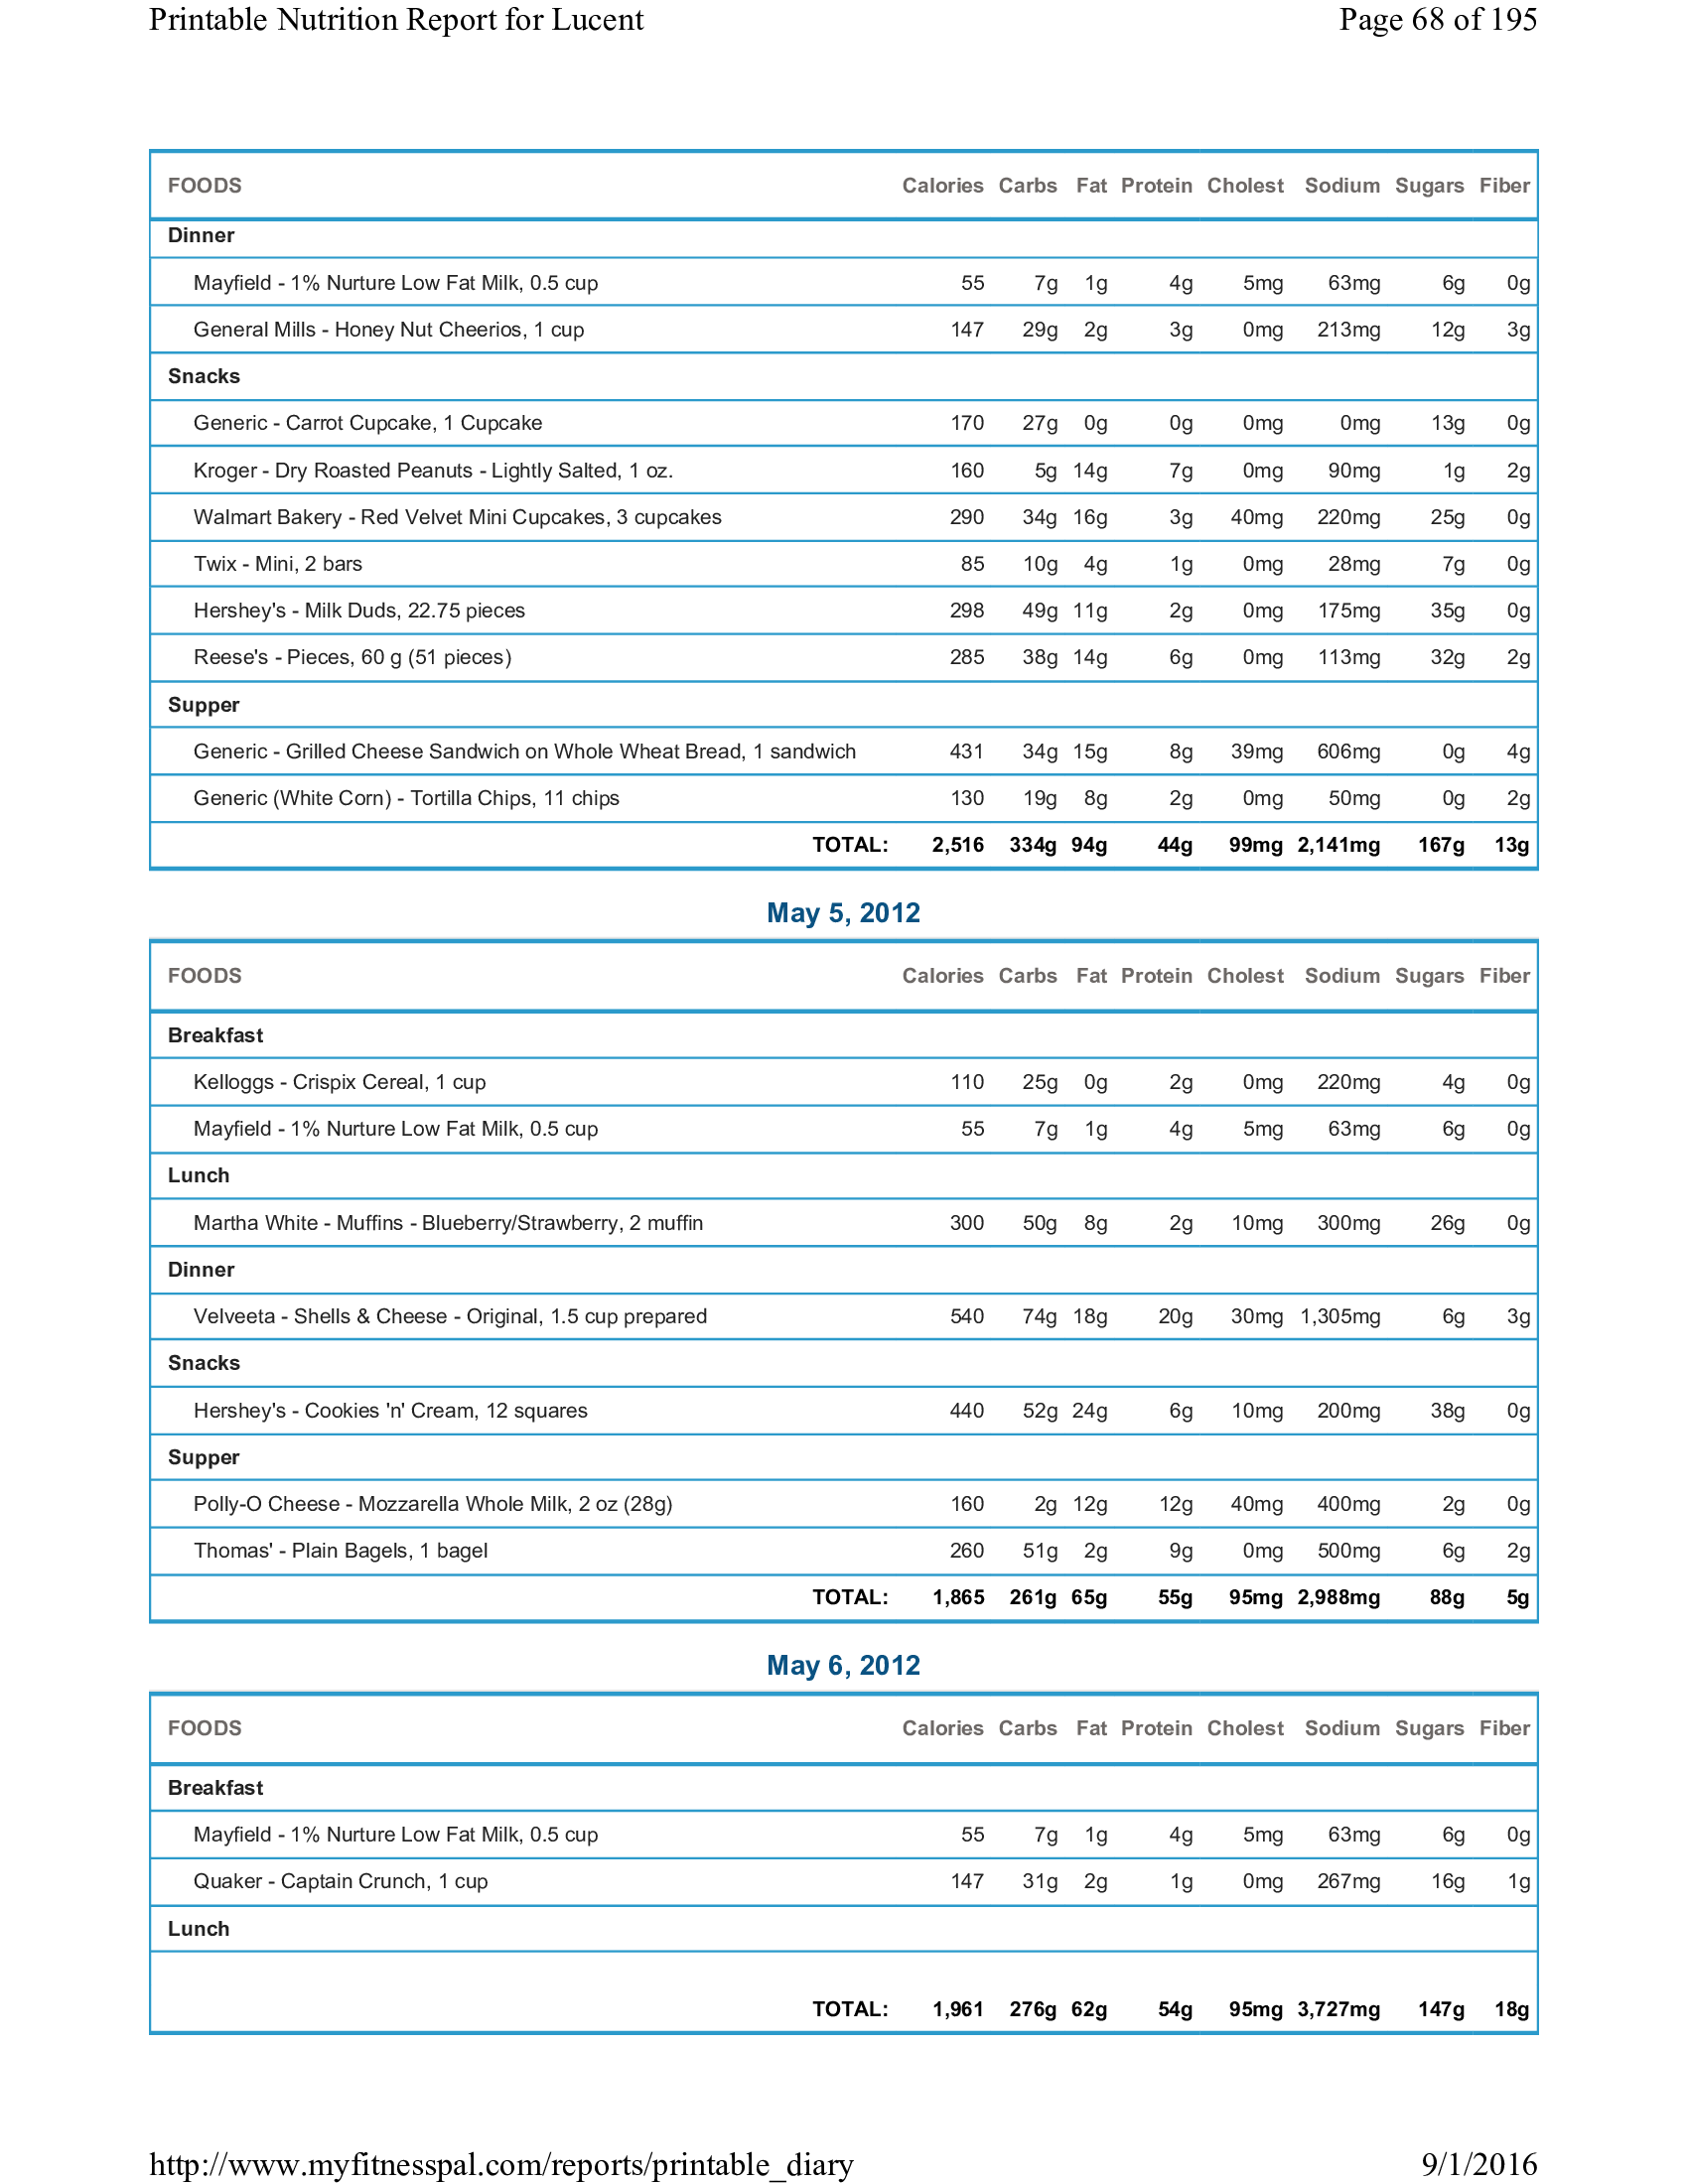 Printable Nutrition Report for Lucent Page 68 of 195
FOODS Calories Carbs Fat Protein Cholest Sodium Sugars Fiber
Dinner
Mayfield - 1% Nurture Low Fat Milk, 0.5 cup 55 7g 1g 4g 5mg 63mg 6g 0g
General Mills - Honey Nut Cheerios, 1 cup 147 29g 2g 3g 0mg 213mg 12g 3g
Snacks
Generic - Carrot Cupcake, 1 Cupcake 170 27g 0g 0g 0mg 0mg 13g 0g
Kroger - Dry Roasted Peanuts - Lightly Salted, 1 oz. 160 5g 14g 7g 0mg 90mg 1g 2g
Walmart Bakery - Red Velvet Mini Cupcakes, 3 cupcakes 290 34g 16g 3g 40mg 220mg 25g 0g
Twix - Mini, 2 bars 85 10g 4g 1g 0mg 28mg 7g 0g
Hershey's - Milk Duds, 22.75 pieces 298 49g 11g 2g 0mg 175mg 35g 0g
Reese's - Pieces, 60 g (51 pieces) 285 38g 14g 6g 0mg 113mg 32g 2g
Supper
Generic - Grilled Cheese Sandwich on Whole Wheat Bread, 1 sandwich 431 34g 15g 8g 39mg 606mg 0g 4g
Generic (White Corn) - Tortilla Chips, 11 chips 130 19g 8g 2g 0mg 50mg 0g 2g
TOTAL: 2,516 334g 94g 44g 99mg 2,141mg 167g 13g
May 5, 2012
FOODS Calories Carbs Fat Protein Cholest Sodium Sugars Fiber
Breakfast
Kelloggs - Crispix Cereal, 1 cup 110 25g 0g 2g 0mg 220mg 4g 0g
Mayfield - 1% Nurture Low Fat Milk, 0.5 cup 55 7g 1g 4g 5mg 63mg 6g 0g
Lunch
Martha White - Muffins - Blueberry/Strawberry, 2 muffin 300 50g 8g 2g 10mg 300mg 26g 0g
Dinner
Velveeta - Shells & Cheese - Original, 1.5 cup prepared 540 74g 18g 20g 30mg 1,305mg 6g 3g
Snacks
Hershey's - Cookies 'n' Cream, 12 squares 440 52g 24g 6g 10mg 200mg 38g 0g
Supper
Polly-O Cheese - Mozzarella Whole Milk, 2 oz (28g) 160 2g 12g 12g 40mg 400mg 2g 0g
Thomas' - Plain Bagels, 1 bagel 260 51g 2g 9g 0mg 500mg 6g 2g
TOTAL: 1,865 261g 65g 55g 95mg 2,988mg 88g 5g
May 6, 2012
FOODS Calories Carbs Fat Protein Cholest Sodium Sugars Fiber
Breakfast
Mayfield - 1% Nurture Low Fat Milk, 0.5 cup 55 7g 1g 4g 5mg 63mg 6g 0g
Quaker - Captain Crunch, 1 cup 147 31g 2g 1g 0mg 267mg 16g 1g
Lunch
TOTAL: 1,961 276g 62g 54g 95mg 3,727mg 147g 18g
http://www.myfitnesspal.com/reports/printable_diary 9/1/2016